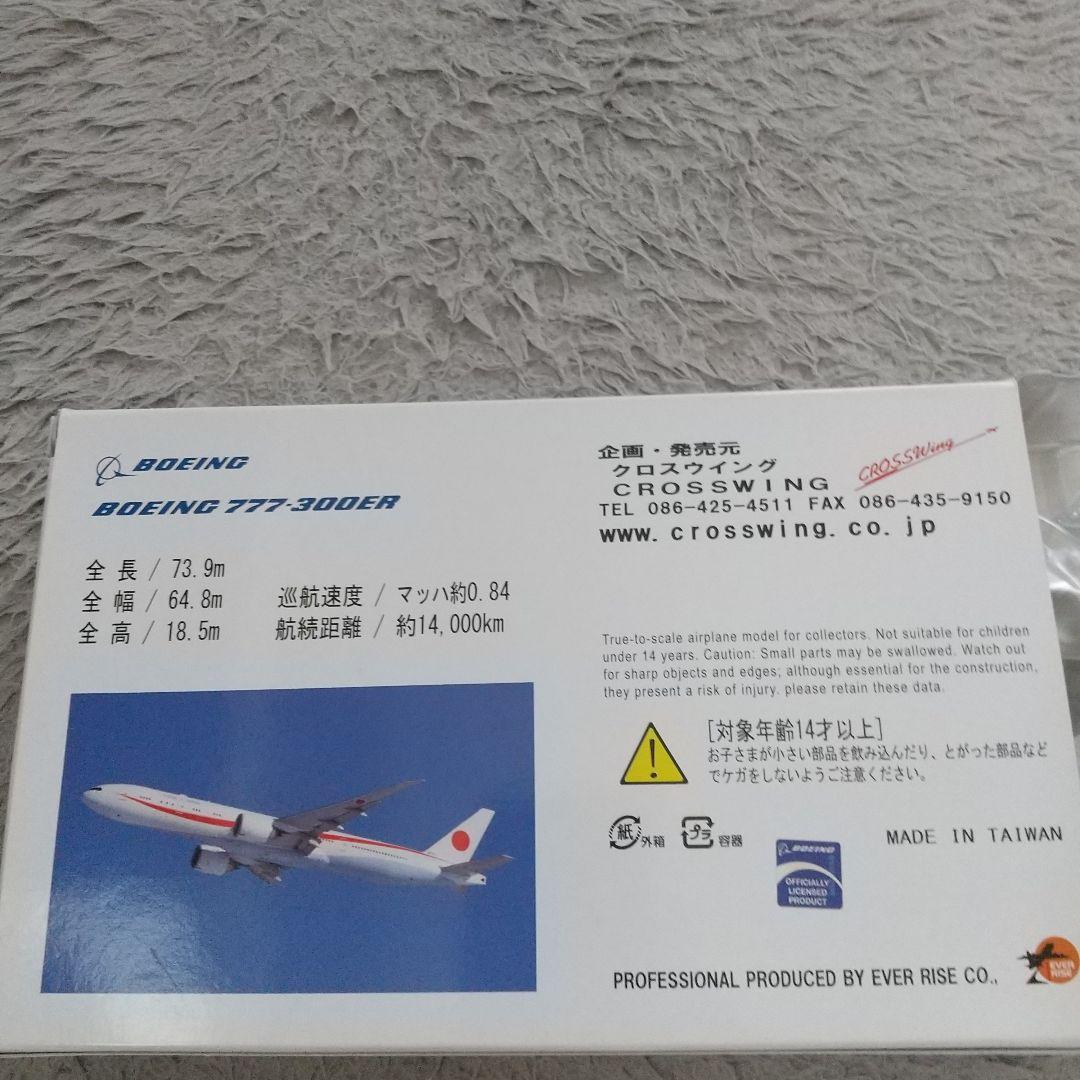 BOEING
BOEING 777-300ER
全 長 / 73.9m
全 幅 / 64.8m
全 高 / 18.5m
巡航速度 / マッハ約0.84
航続距離 / 約14,000km
企画・発売元
クロスウイング
CROSSWING
CROSSWing
TEL 086-425-4511 FAX 086-435-9150
www.crosswing.co.jp
True-to-scale airplane model for collectors. Not suitable for children
under 14 years. Caution: Small parts may be swallowed. Watch out
for sharp objects and edges; although essential for the construction,
they present a risk of injury. please retain these data.
[対象年齢14才以上]
お子さまが小さい部品を飲み込んだり、とがった部品など
でケガをしないようご注意ください。
紙 外箱 プラ 容器
BOEING
OFFICIALLY
LICENSED
PRODUCT
MADE IN TAIWAN
PROFESSIONAL PRODUCED BY EVER RISE CO.,
EVER
RISE